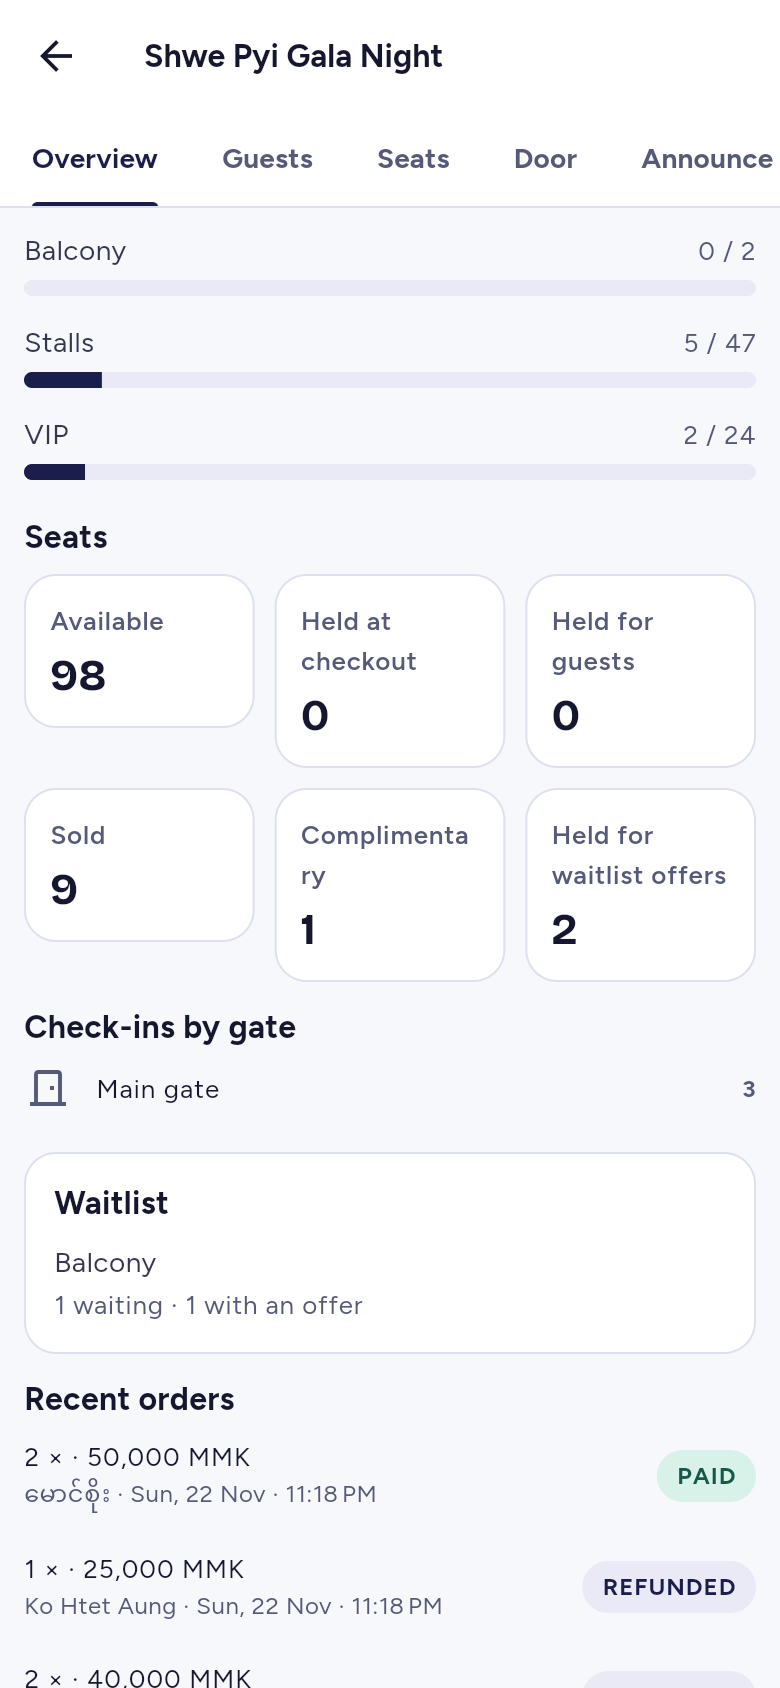 Shwe Pyi Gala Night
Overview Guests Seats Door Announce
Balcony 0 / 2
Stalls 5 / 47
VIP 2 / 24
Seats
Available
98
Held at
checkout
0
Held for
guests
0
Sold
9
Complimenta
ry
1
Held for
waitlist offers
2
Check-ins by gate
Main gate 3
Waitlist
Balcony
1 waiting · 1 with an offer
Recent orders
2 × · 50,000 MMK
မောင်စိုး · Sun, 22 Nov · 11:18 PM
PAID
1 × · 25,000 MMK
Ko Htet Aung · Sun, 22 Nov · 11:18 PM
REFUNDED
2 × · 40,000 MMK